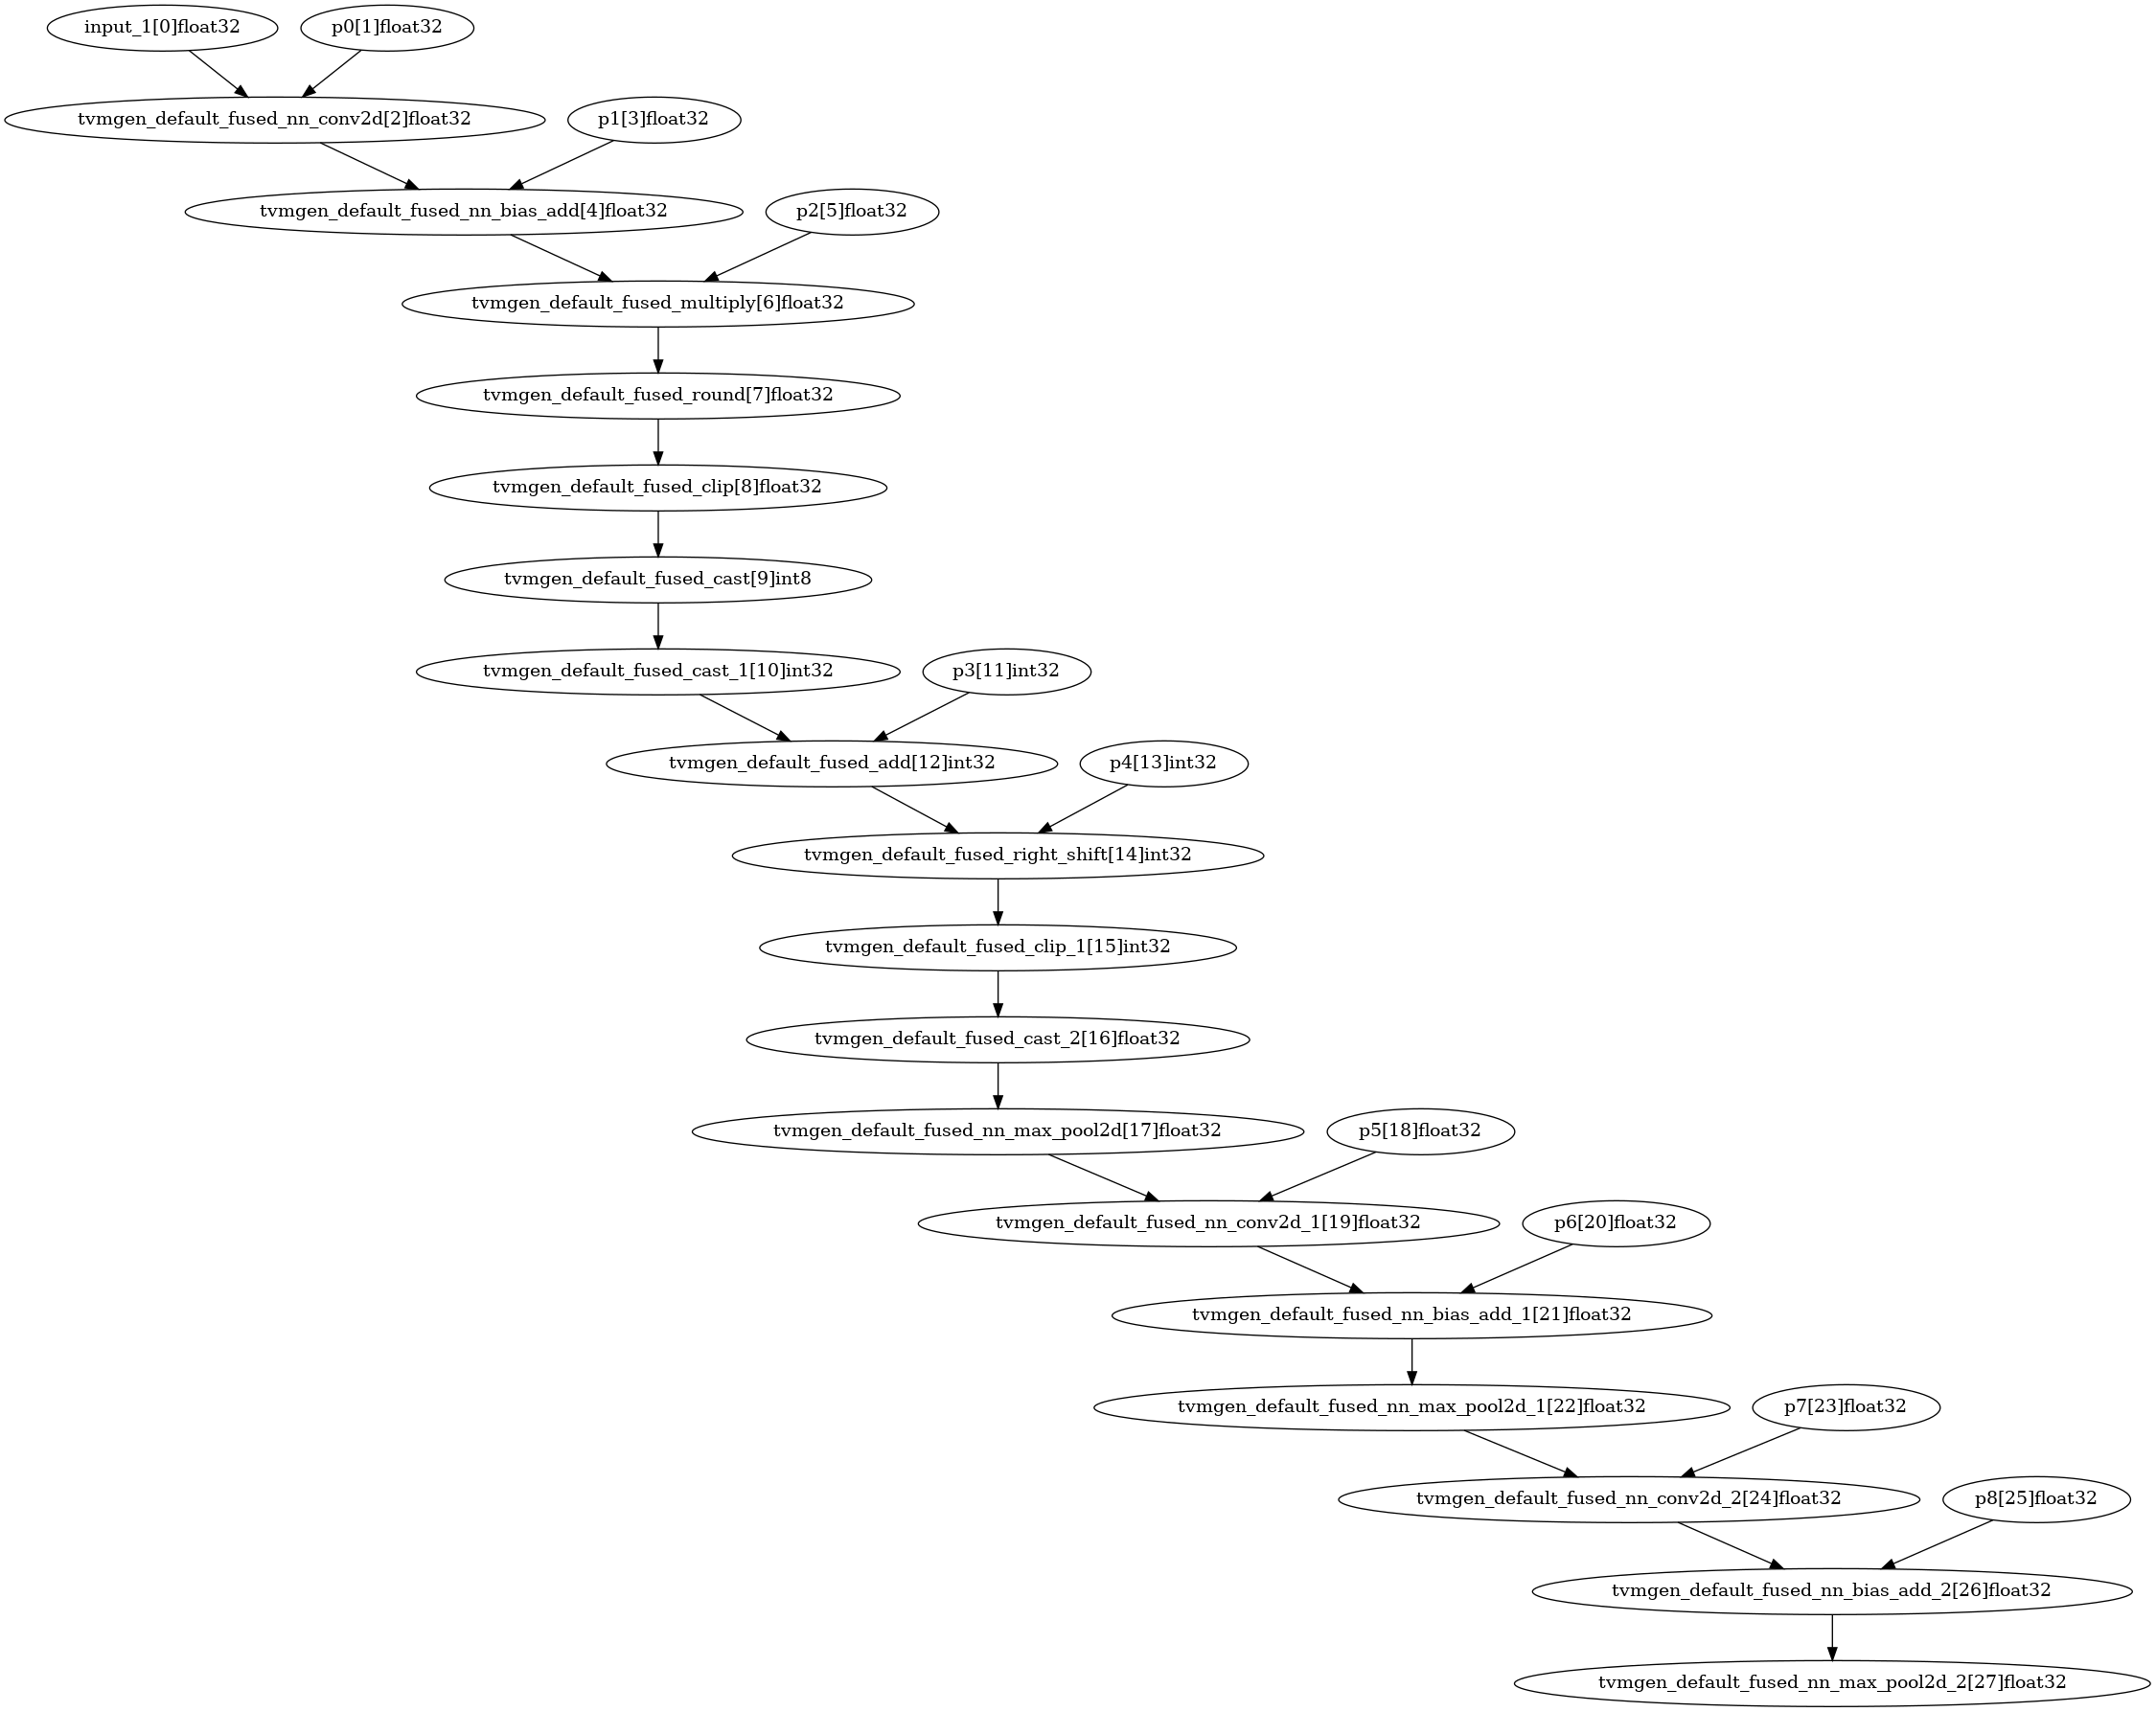 input_1[0]float32
p0[1]float32
tvmgen_default_fused_nn_conv2d[2]float32
p1[3]float32
tvmgen_default_fused_nn_bias_add[4]float32
p2[5]float32
tvmgen_default_fused_multiply[6]float32
tvmgen_default_fused_round[7]float32
tvmgen_default_fused_clip[8]float32
tvmgen_default_fused_cast[9]int8
tvmgen_default_fused_cast_1[10]int32
p3[11]int32
tvmgen_default_fused_add[12]int32
p4[13]int32
tvmgen_default_fused_right_shift[14]int32
tvmgen_default_fused_clip_1[15]int32
tvmgen_default_fused_cast_2[16]float32
tvmgen_default_fused_nn_max_pool2d[17]float32
p5[18]float32
tvmgen_default_fused_nn_conv2d_1[19]float32
p6[20]float32
tvmgen_default_fused_nn_bias_add_1[21]float32
tvmgen_default_fused_nn_max_pool2d_1[22]float32
p7[23]float32
tvmgen_default_fused_nn_conv2d_2[24]float32
p8[25]float32
tvmgen_default_fused_nn_bias_add_2[26]float32
tvmgen_default_fused_nn_max_pool2d_2[27]float32